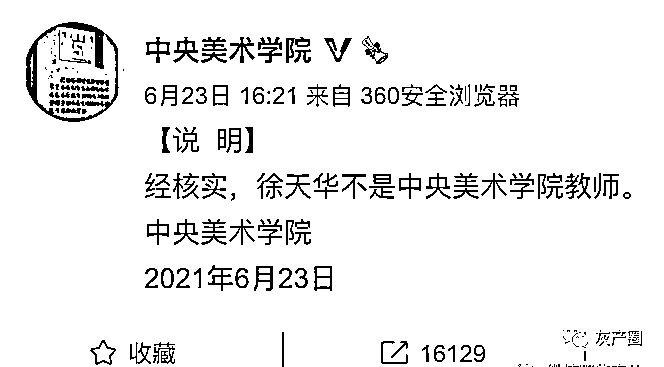 中央美术学院
6月23日 16:21 来自 360安全浏览器
【说 明】
经核实，徐天华不是中央美术学院教师。
中央美术学院
2021年6月23日
收藏
16129
灰产圈